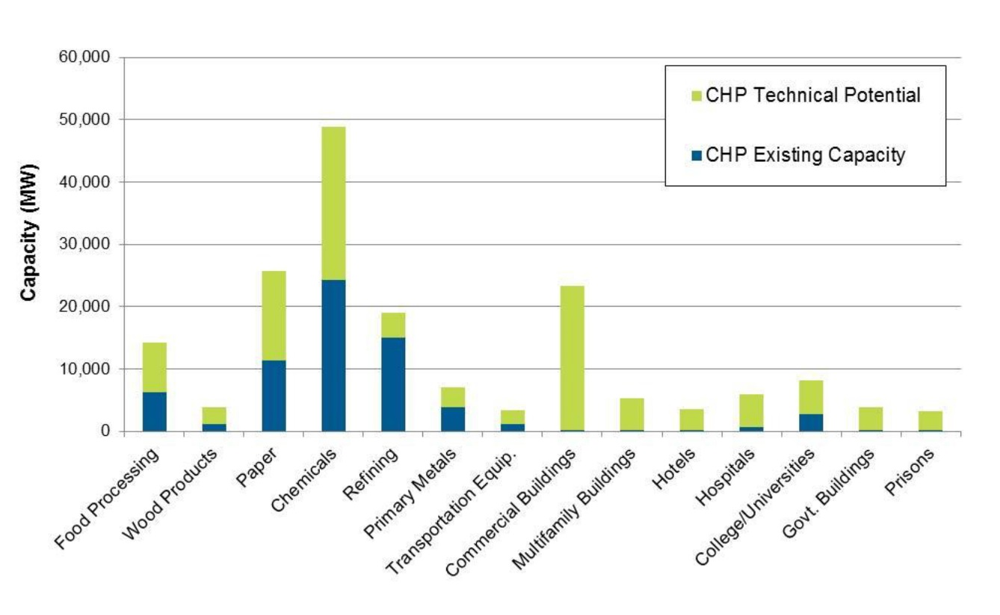 60,000
50,000
40,000
30,000
20,000
10,000
0
Capacity (MW)
CHP Technical Potential
CHP Existing Capacity
Food Processing
Wood Products
Paper
Chemicals
Refining
Primary Metals
Transportation Equip.
Commercial Buildings
Multifamily Buildings
Hotels
Hospitals
College/Universities
Govt. Buildings
Prisons